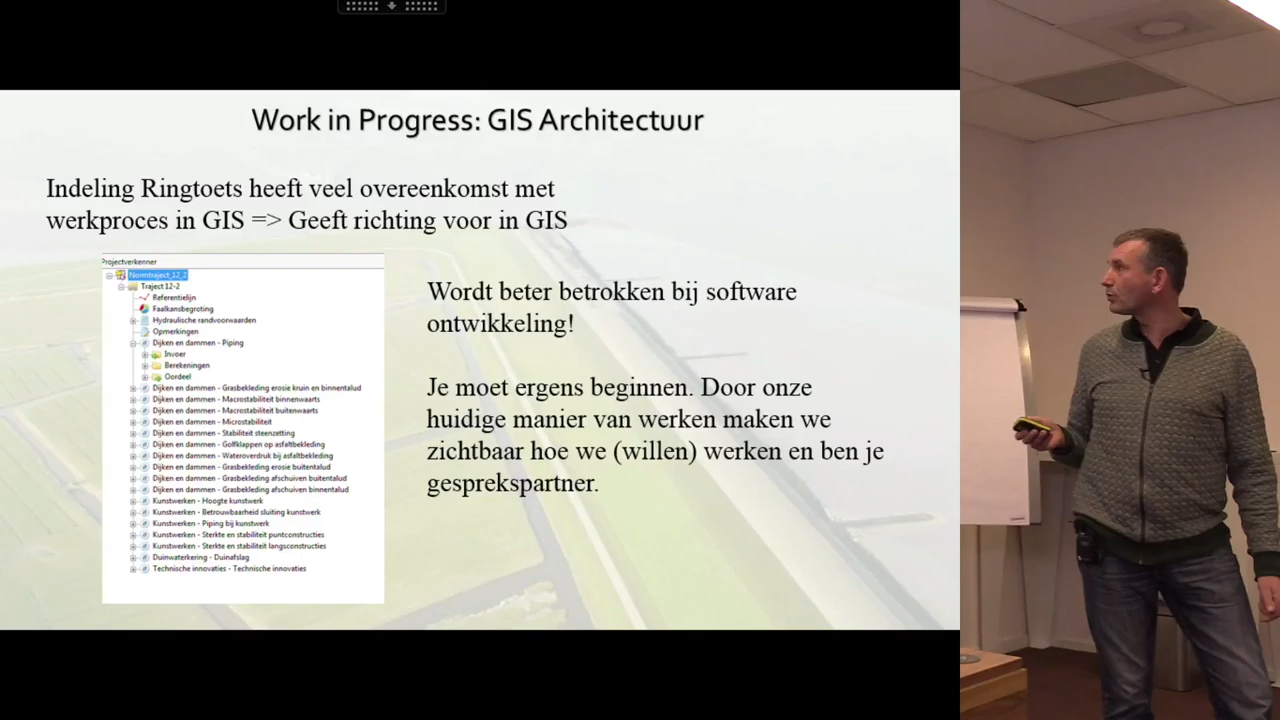 Work in Progress: GIS Architectuur
Indeling Ringtoets heeft veel overeenkomst met
werkproces in GIS => Geeft richting voor in GIS
Projectverkenner
Normtraject_12_2
Traject 12-2
Referentielijn
Faalkansbegroting
Hydraulische randvoorwaarden
Opmerkingen
Dijken en dammen - Piping
Invoer
Berekeningen
Oordeel
Dijken en dammen - Grasbekleding erosie kruin en binnentalud
Dijken en dammen - Macrostabiliteit binnenwaarts
Dijken en dammen - Macrostabiliteit buitenwaarts
Dijken en dammen - Microstabiliteit
Dijken en dammen - Stabiliteit steenzetting
Dijken en dammen - Golfklappen op asfaltbekleding
Dijken en dammen - Wateroverdruk bij asfaltbekleding
Dijken en dammen - Grasbekleding erosie buitentalud
Dijken en dammen - Grasbekleding afschuiven buitentalud
Dijken en dammen - Grasbekleding afschuiven binnentalud
Kunstwerken - Hoogte kunstwerk
Kunstwerken - Betrouwbaarheid sluiting kunstwerk
Kunstwerken - Piping bij kunstwerk
Kunstwerken - Sterkte en stabiliteit puntconstructies
Kunstwerken - Sterkte en stabiliteit langsconstructies
Duinwaterkering - Duinafslag
Technische innovaties - Technische innovaties
Wordt beter betrokken bij software
ontwikkeling!
Je moet ergens beginnen. Door onze
huidige manier van werken maken we
zichtbaar hoe we (willen) werken en ben je
gesprekspartner.